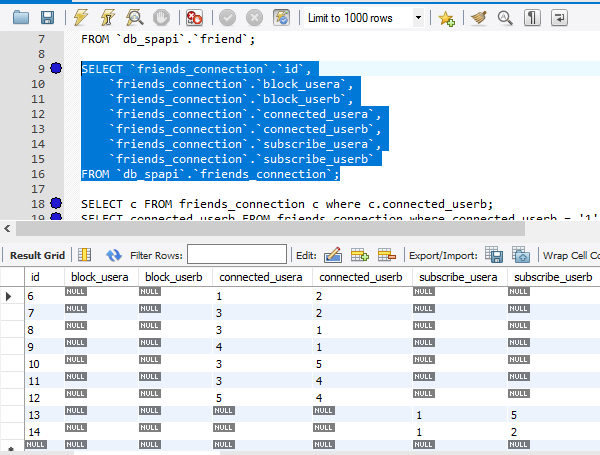 Limit to 1000 rows
7 FROM `db_spapi`.`friend`;
8
9 SELECT `friends_connection`.`id`,
10 `friends_connection`.`block_usera`,
11 `friends_connection`.`block_userb`,
12 `friends_connection`.`connected_usera`,
13 `friends_connection`.`connected_userb`,
14 `friends_connection`.`subscribe_usera`,
15 `friends_connection`.`subscribe_userb`
16 FROM `db_spapi`.`friends_connection`;
17
18 SELECT c FROM friends_connection c where c.connected_userb;
19 SELECT connected_userb FROM friends_connection where connected_userb = '1'
Result Grid Filter Rows: Edit: Export/Import: Wrap Cell Co
id block_usera block_userb connected_usera connected_userb subscribe_usera subscribe_userb
6 NULL NULL 1 2 NULL NULL
7 NULL NULL 3 2 NULL NULL
8 NULL NULL 3 1 NULL NULL
9 NULL NULL 4 1 NULL NULL
10 NULL NULL 3 5 NULL NULL
11 NULL NULL 3 4 NULL NULL
12 NULL NULL 5 4 NULL NULL
13 NULL NULL NULL NULL 1 5
14 NULL NULL NULL NULL 1 2
NULL NULL NULL NULL NULL NULL NULL